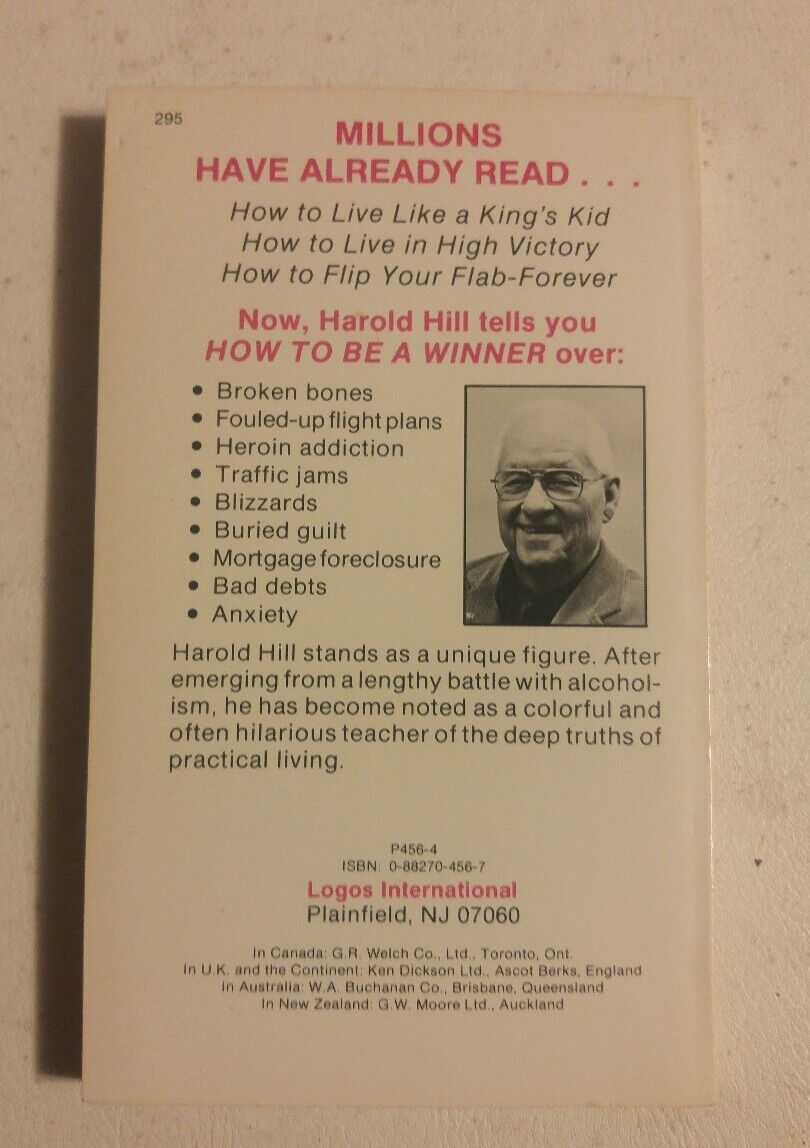 295
MILLIONS
HAVE ALREADY READ . . .
How to Live Like a King's Kid
How to Live in High Victory
How to Flip Your Flab-Forever
Now, Harold Hill tells you
HOW TO BE A WINNER over:
• Broken bones
• Fouled-up flight plans
• Heroin addiction
• Traffic jams
• Blizzards
• Buried guilt
• Mortgage foreclosure
• Bad debts
• Anxiety
Harold Hill stands as a unique figure. After
emerging from a lengthy battle with alcohol-
ism, he has become noted as a colorful and
often hilarious teacher of the deep truths of
practical living.
P456-4
ISBN: 0-88270-456-7
Logos International
Plainfield, NJ 07060
In Canada: G.R. Welch Co., Ltd., Toronto, Ont.
In U.K. and the Continent: Ken Dickson Ltd., Ascot Berks, England
In Australia: W.A. Buchanan Co., Brisbane, Queensland
In New Zealand: G.W. Moore Ltd., Auckland